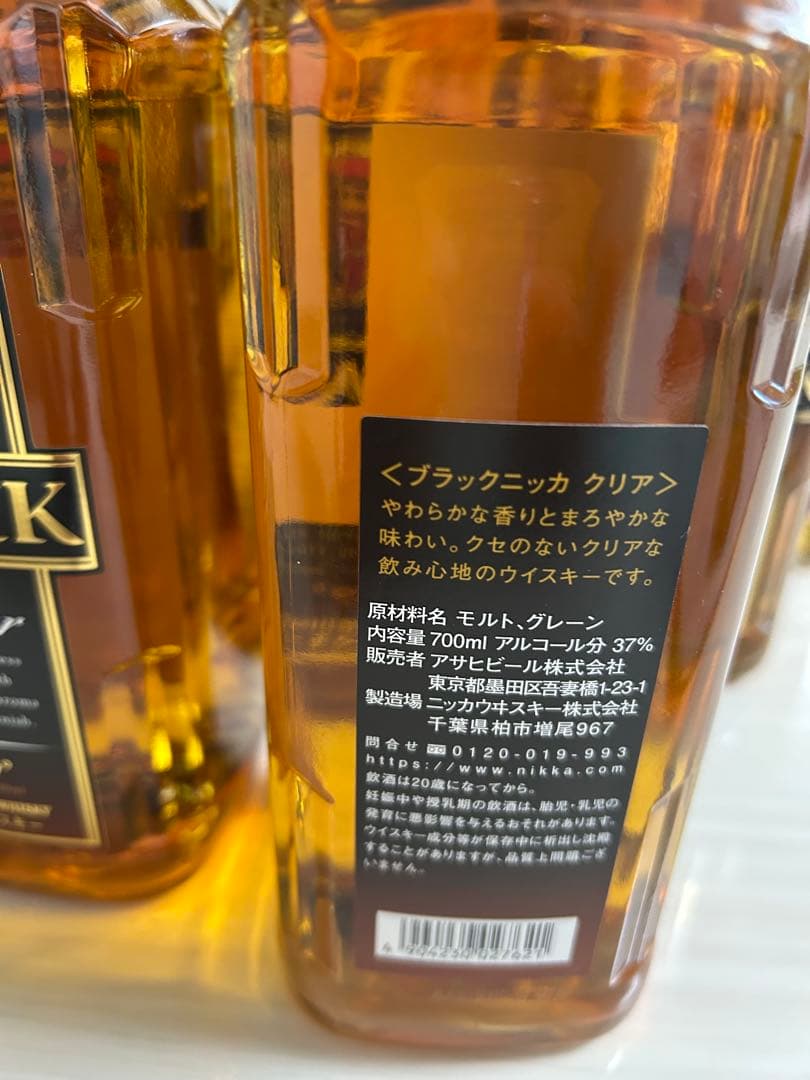 <ブラックニッカ クリア>
やわらかな香りとまろやかな
味わい。クセのないクリアな
飲み心地のウイスキーです。
原材料名 モルト、グレーン
内容量 700ml アルコール分 37%
販売者 アサヒビール株式会社
東京都墨田区吾妻橋1-23-1
製造場 ニッカウヰスキー株式会社
千葉県柏市増尾967
問合せ 0120-019-993
https://www.nikka.com
飲酒は20歳になってから。
妊娠中や授乳期の飲酒は、胎児・乳児の
発育に悪影響を与えるおそれがあります。
ウイスキー成分等が保存中に析出し沈殿
することがありますが、品質上問題ござ
いません。
4 904230 027621